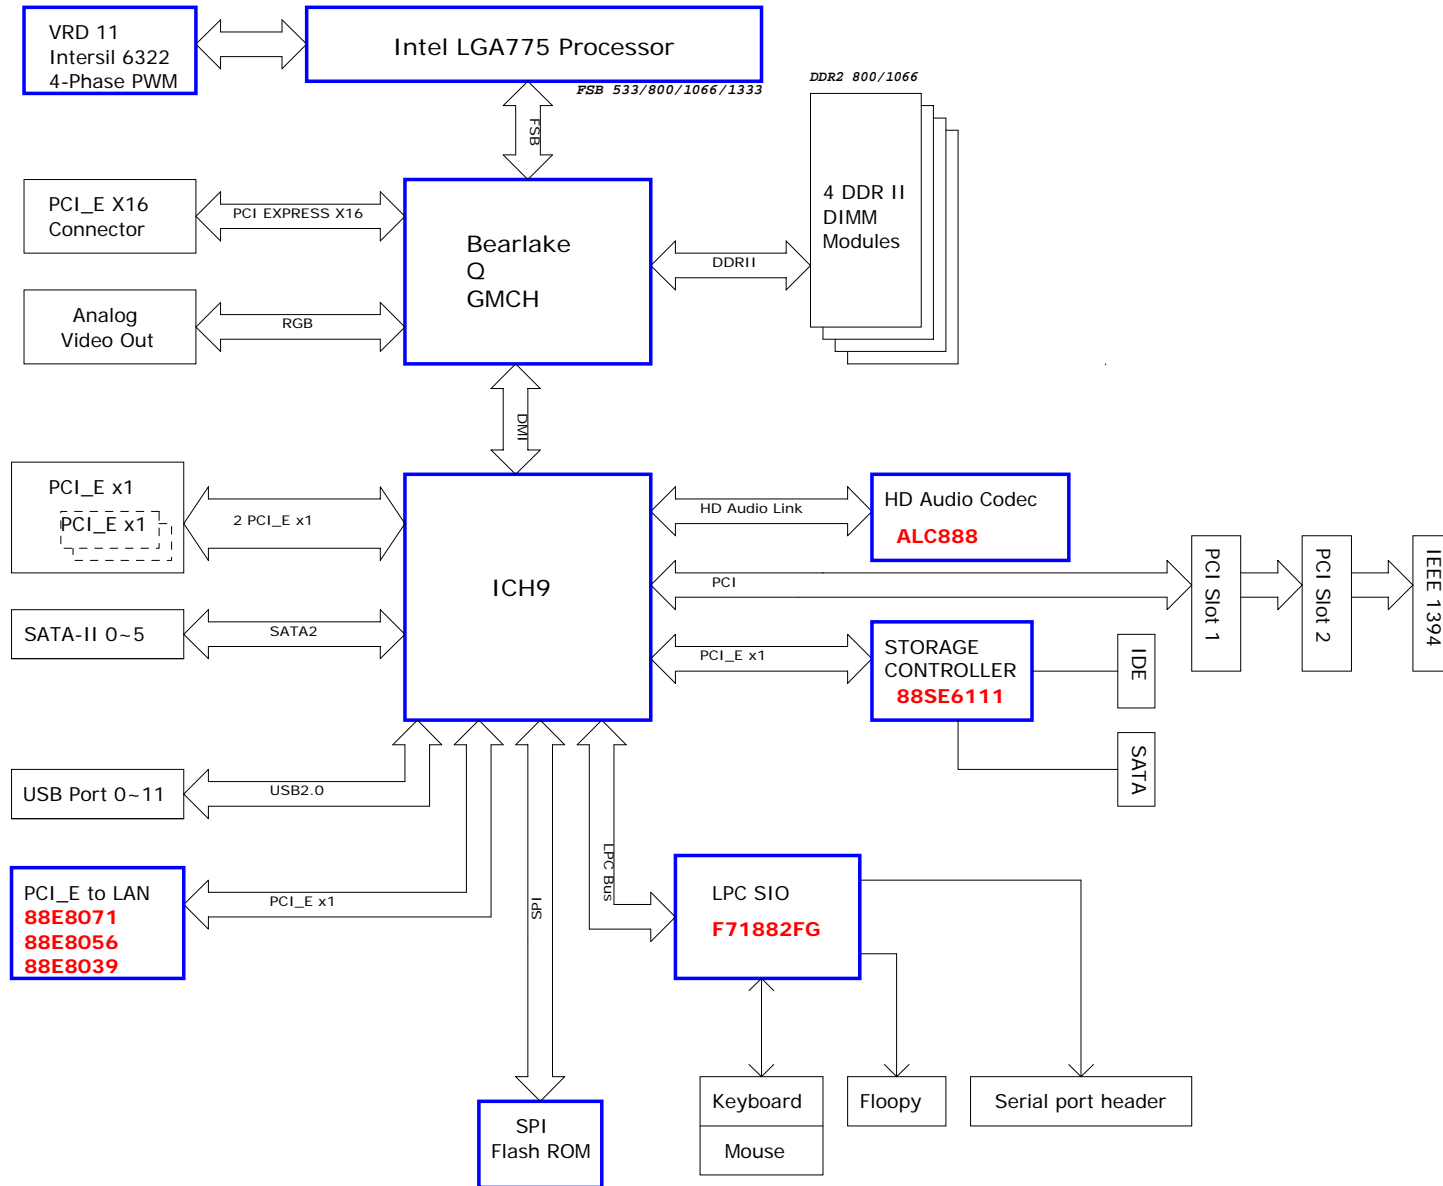 VRD 11
Intersil 6322
4-Phase PWM
Intel LGA775 Processor
FSB 533/800/1066/1333
DDR2 800/1066
FSB
PCI_E X16
Connector
PCI EXPRESS X16
Bearlake
Q
GMCH
DDRII
4 DDR II
DIMM
Modules
Analog
Video Out
RGB
DMI
PCI_E x1
PCI_E x1
2 PCI_E x1
ICH9
HD Audio Link
HD Audio Codec
ALC888
PCI
PCI Slot 1
PCI Slot 2
IEEE 1394
SATA-II 0~5
SATA2
PCI_E x1
STORAGE
CONTROLLER
88SE6111
IDE
SATA
USB Port 0~11
USB2.0
PCI_E to LAN
88E8071
88E8056
88E8039
PCI_E x1
SPI
LPC Bus
LPC SIO
F71882FG
Keyboard
Mouse
Floopy
Serial port header
SPI
Flash ROM